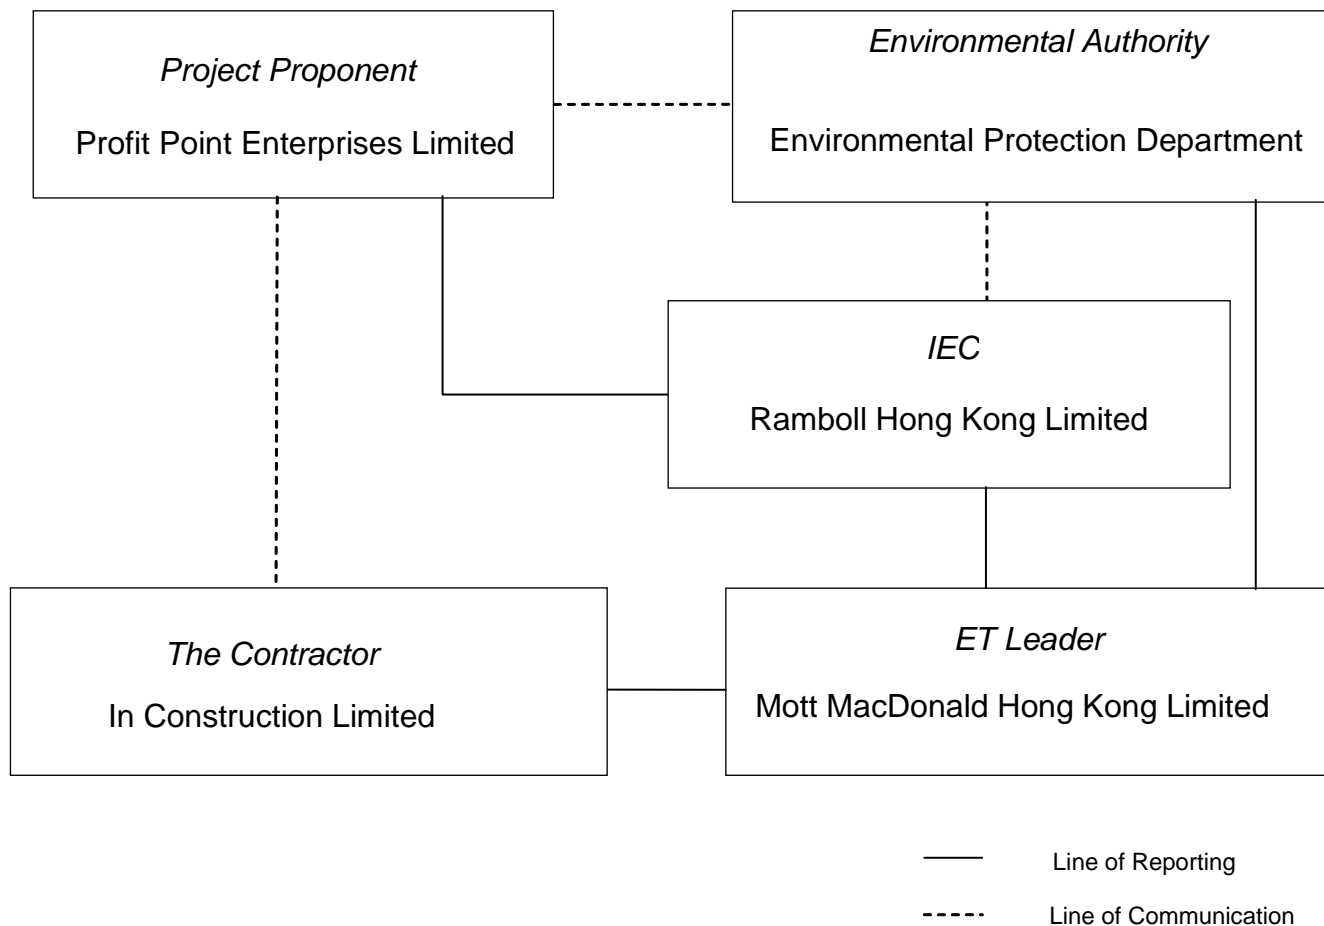 Project Proponent
Profit Point Enterprises Limited
Environmental Authority
Environmental Protection Department
IEC
Ramboll Hong Kong Limited
The Contractor
In Construction Limited
ET Leader
Mott MacDonald Hong Kong Limited
Line of Reporting
Line of Communication